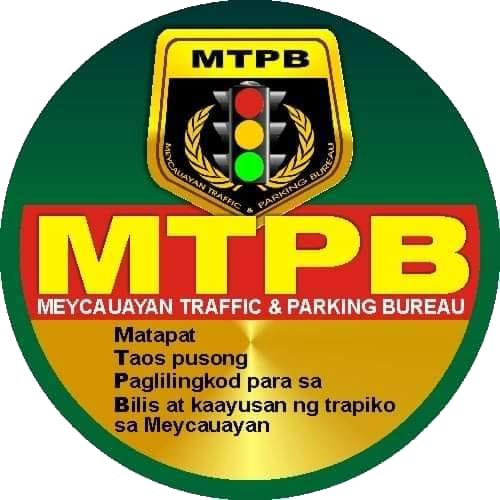 MTPB
MEYCAUAYAN TRAFFIC & PARKING BUREAU
MTPB
MEYCAUAYAN TRAFFIC & PARKING BUREAU
Matapat
Taos pusong
Paglilingkod para sa
Bilis at kaayusan ng trapiko
sa Meycauayan